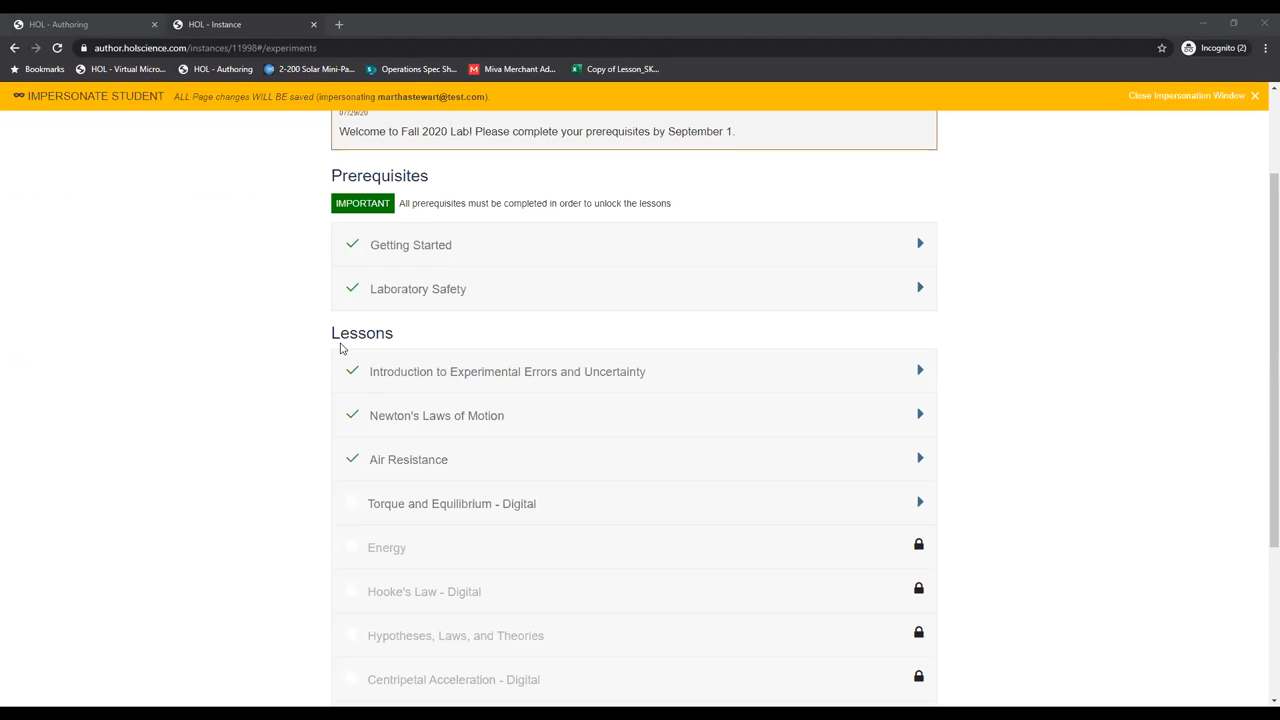 HOL - Authoring
HOL - Instance
author.holscience.com/instances/11998#/experiments
Incognito (2)
Bookmarks
HOL - Virtual Micro...
HOL - Authoring
2-200 Solar Mini-Pa...
Operations Spec Sh...
Miva Merchant Ad...
Copy of Lesson_SK...
IMPERSONATE STUDENT ALL Page changes WILL BE saved (impersonating marthastewart@test.com).
Close Impersonation Window
07/29/20
Welcome to Fall 2020 Lab! Please complete your prerequisites by September 1.
Prerequisites
IMPORTANT All prerequisites must be completed in order to unlock the lessons
Getting Started
Laboratory Safety
Lessons
Introduction to Experimental Errors and Uncertainty
Newton's Laws of Motion
Air Resistance
Torque and Equilibrium - Digital
Energy
Hooke's Law - Digital
Hypotheses, Laws, and Theories
Centripetal Acceleration - Digital